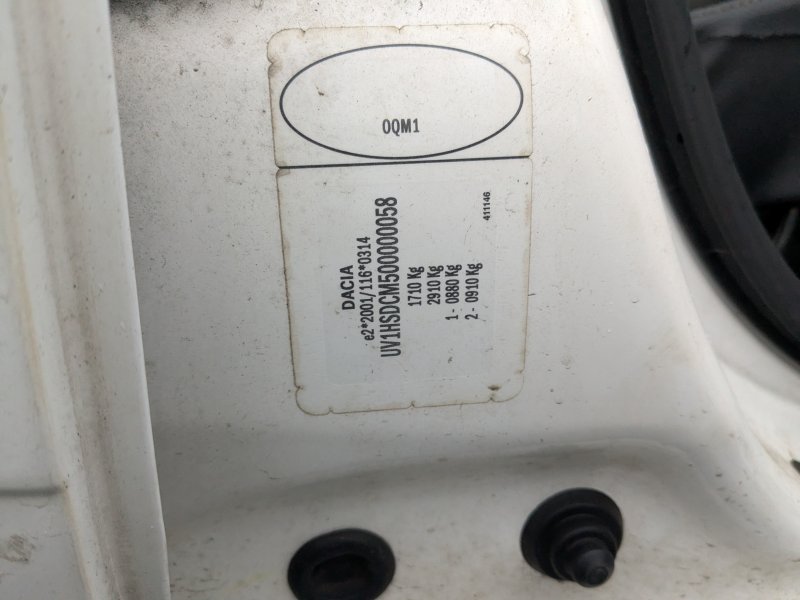 0QM1
DACIA
e2*2001/116*0314
UV1HSDCM500000058
1710 Kg
2910 Kg
1 - 0880 Kg
2 - 0910 Kg
411146